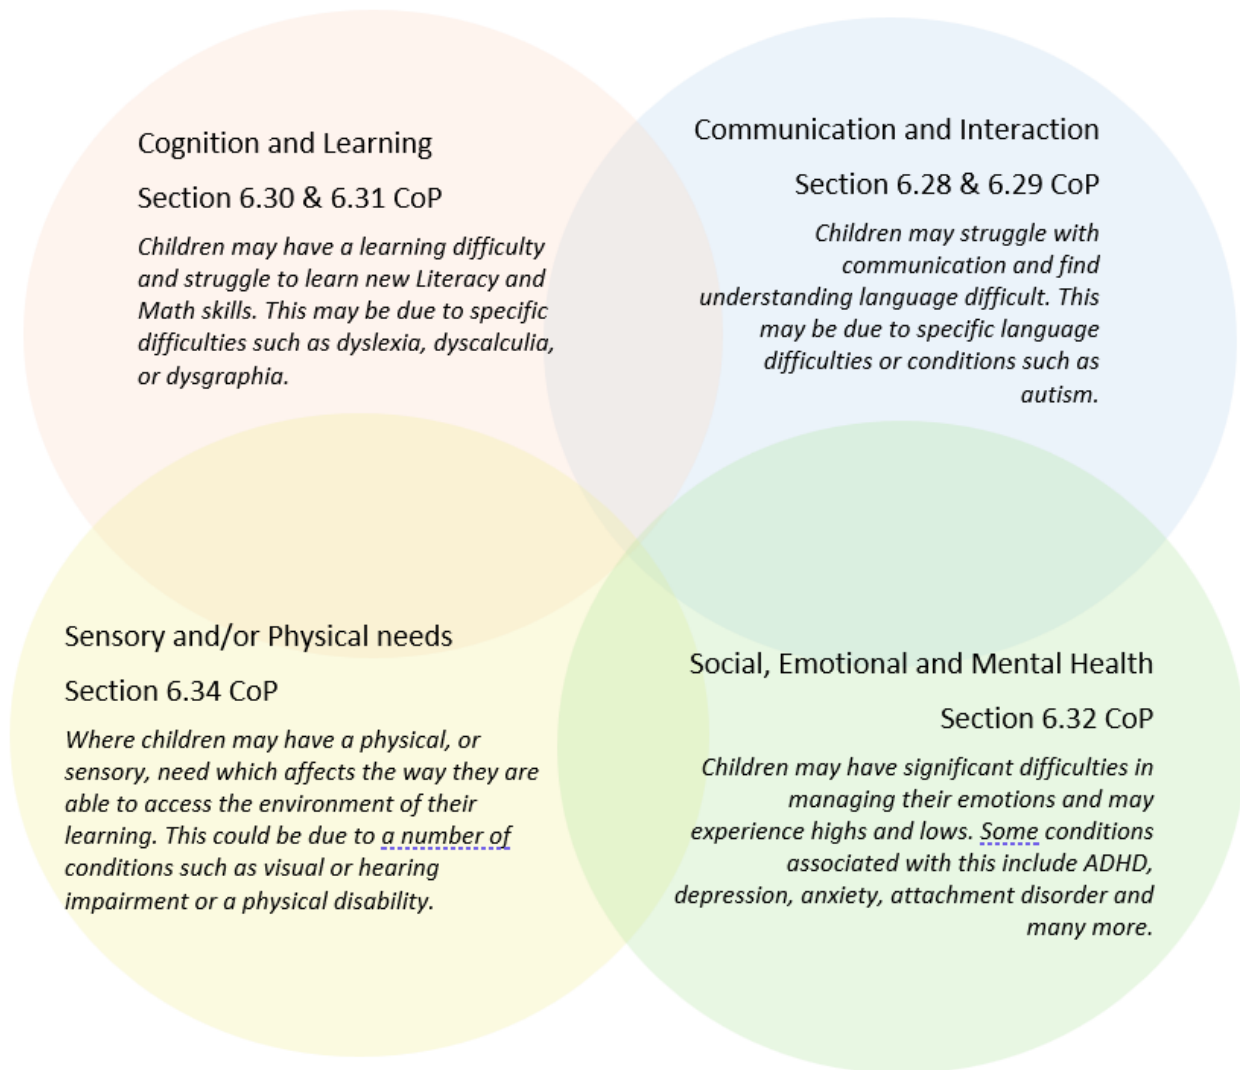 Cognition and Learning
Section 6.30 & 6.31 CoP
Children may have a learning difficulty
and struggle to learn new Literacy and
Math skills. This may be due to specific
difficulties such as dyslexia, dyscalculia,
or dysgraphia.
Communication and Interaction
Section 6.28 & 6.29 CoP
Children may struggle with
communication and find
understanding language difficult. This
may be due to specific language
difficulties or conditions such as
autism.
Sensory and/or Physical needs
Section 6.34 CoP
Where children may have a physical, or
sensory, need which affects the way they are
able to access the environment of their
learning. This could be due to a number of
conditions such as visual or hearing
impairment or a physical disability.
Social, Emotional and Mental Health
Section 6.32 CoP
Children may have significant difficulties in
managing their emotions and may
experience highs and lows. Some conditions
associated with this include ADHD,
depression, anxiety, attachment disorder and
many more.